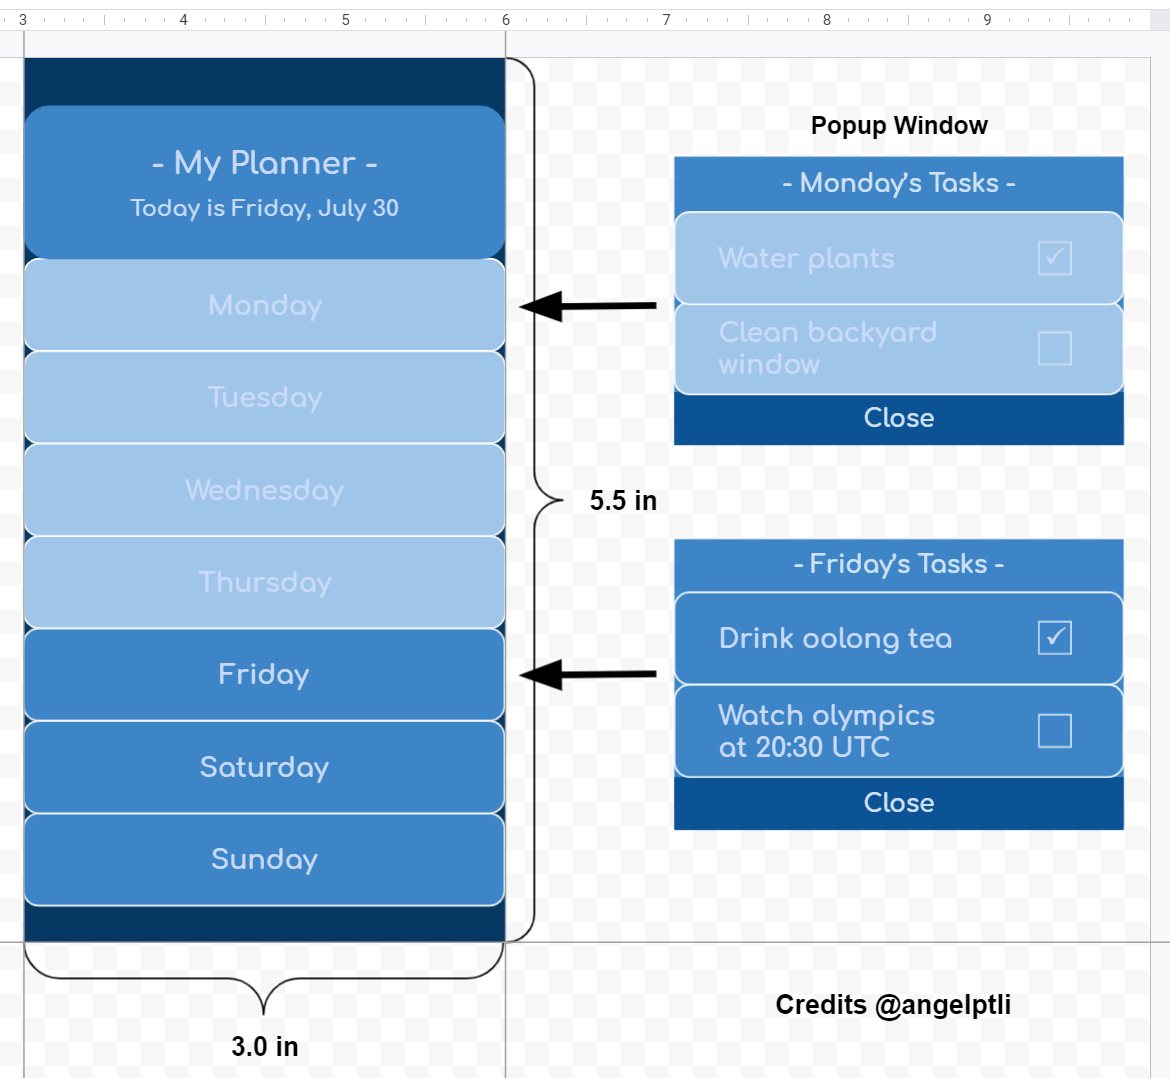 3 4 5 6 7 8 9
- My Planner -
Today is Friday, July 30
Monday
Tuesday
Wednesday
Thursday
Friday
Saturday
Sunday
3.0 in
5.5 in
Popup Window
- Monday's Tasks -
Water plants
Clean backyard
window
Close
- Friday's Tasks -
Drink oolong tea
Watch olympics
at 20:30 UTC
Close
Credits @angelptli